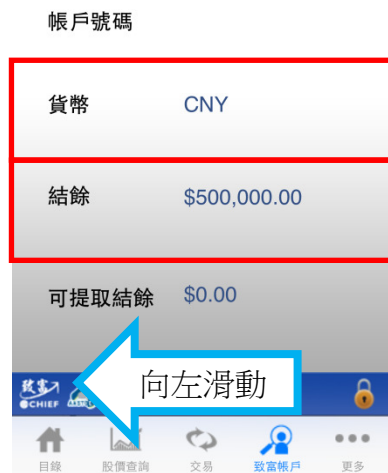 帳戶號碼
貨幣 CNY
結餘 $500,000.00
可提取結餘 $0.00
致富
CHIEF
向左滑動
目錄 股價查詢 交易 致富帳戶 更多